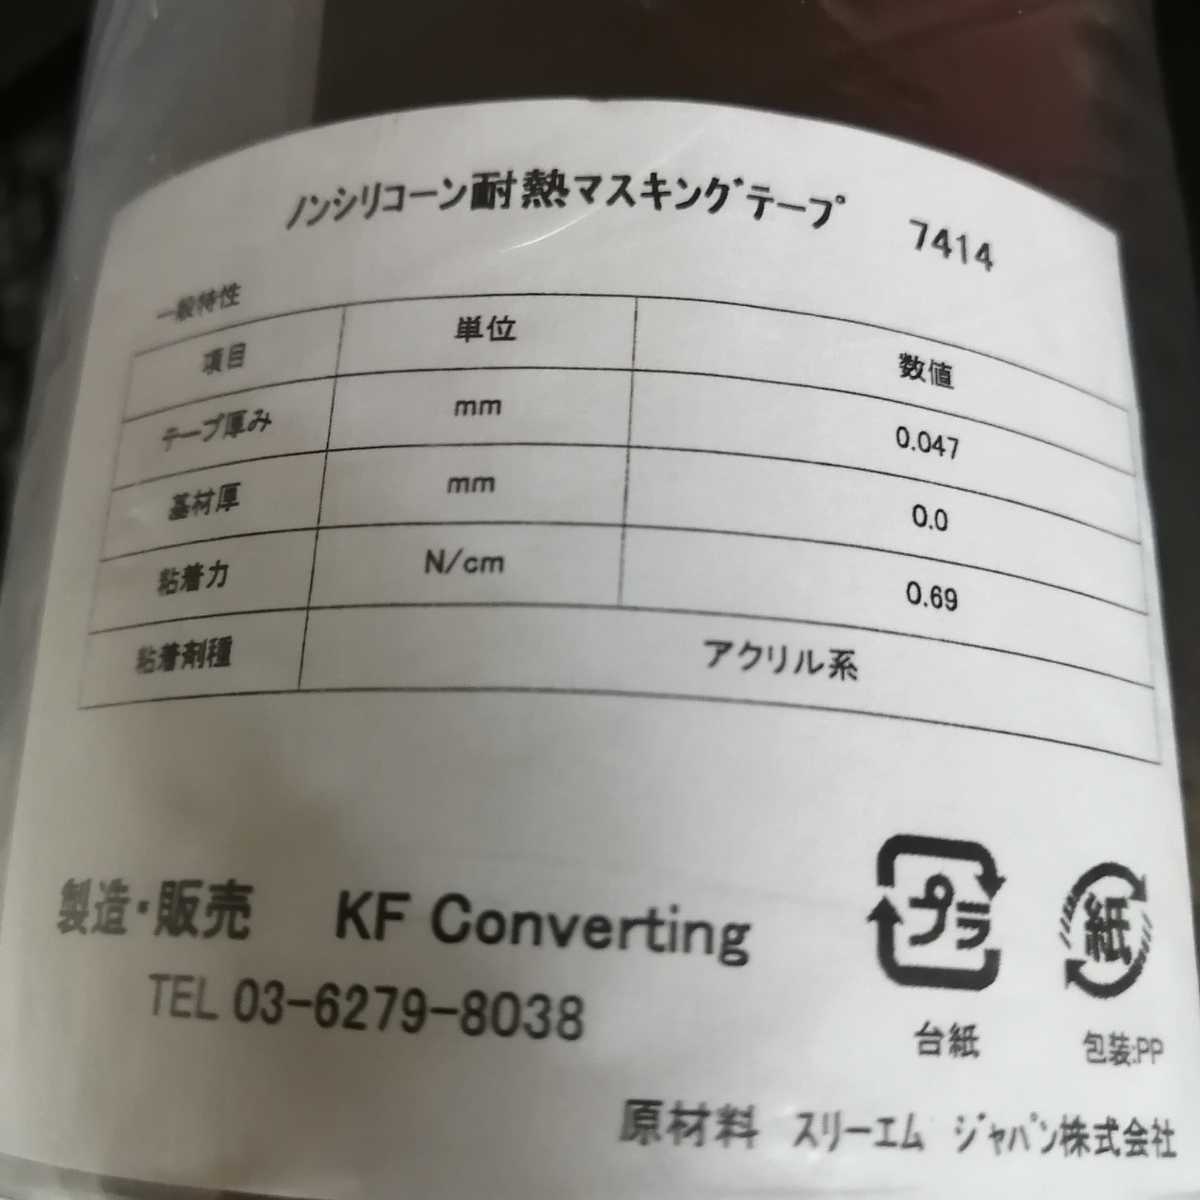 ノンシリコーン耐熱マスキングテープ 7414
一般特性
項目 単位 数値
テープ厚み mm 0.047
基材厚 mm 0.0
粘着力 N/cm 0.69
粘着剤種 アクリル系
製造・販売 KF Converting
TEL 03-6279-8038
プラ 紙
台紙 包装:PP
原材料 スリーエム ジャパン株式会社